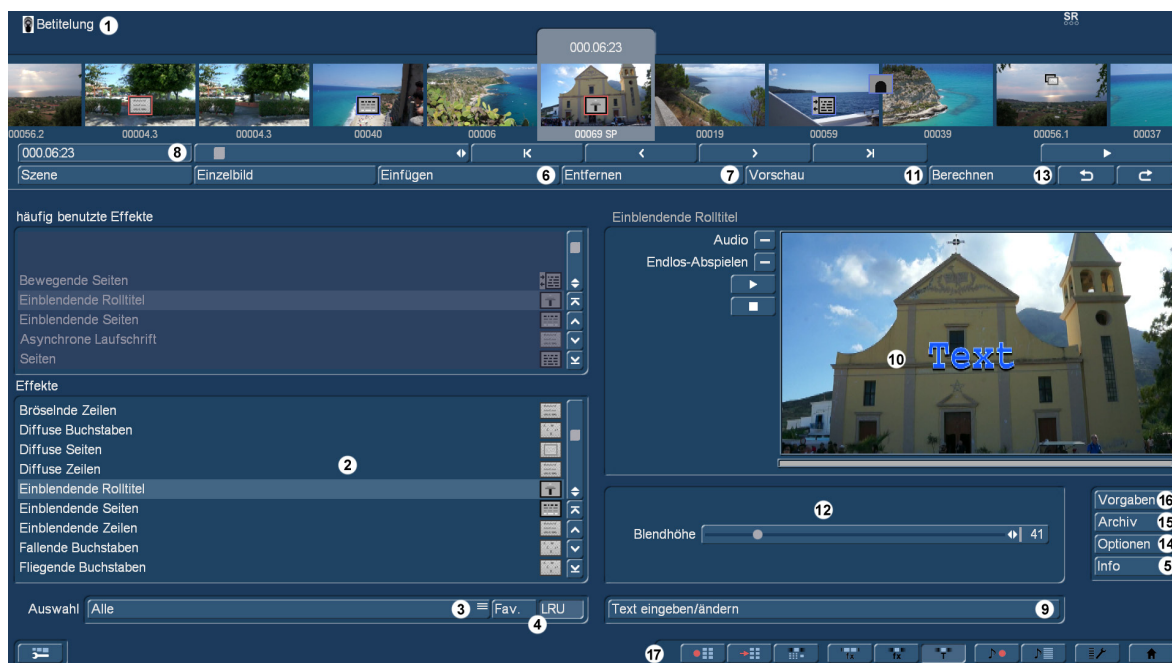 Betitelung 1
SR
000.06:23
00056.2 00004.3 00004.3 00040 00006 00069 SP 00019 00059 00039 00056.1 00037
000.06:23 8
Szene Einzelbild Einfügen 6 Entfernen 7 Vorschau 11 Berechnen 13
häufig benutzte Effekte
Bewegende Seiten
Einblendende Rolltitel
Einblendende Seiten
Asynchrone Laufschrift
Seiten
Effekte
Bröselnde Zeilen
Diffuse Buchstaben
Diffuse Seiten
2
Diffuse Zeilen
Einblendende Rolltitel
Einblendende Seiten
Einblendende Zeilen
Fallende Buchstaben
Fliegende Buchstaben
Auswahl Alle 3 Fav. LRU
4
Einblendende Rolltitel
Audio
Endlos-Abspielen
10 Text
12
Blendhöhe 41
Vorgaben 16
Archiv 15
Optionen 14
Info 5
Text eingeben/ändern 9
17 fx fx T